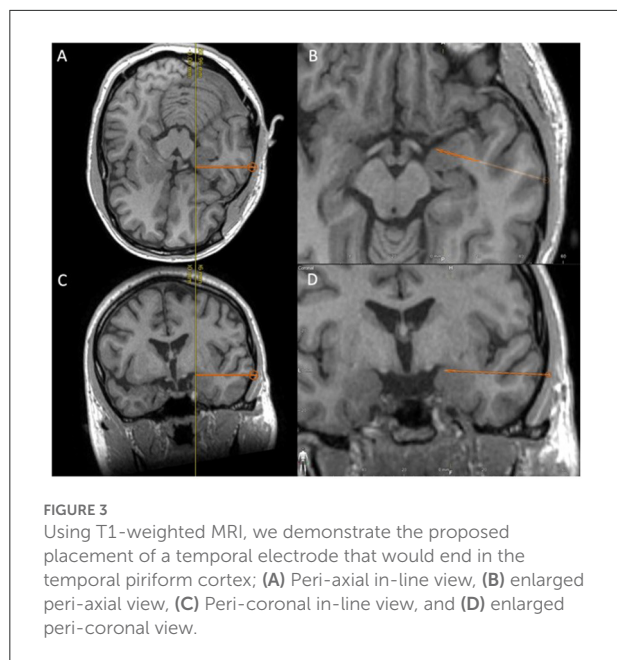 A
B
C
D
FIGURE 3
Using T1-weighted MRI, we demonstrate the proposed
placement of a temporal electrode that would end in the
temporal piriform cortex; (A) Peri-axial in-line view, (B) enlarged
peri-axial view, (C) Peri-coronal in-line view, and (D) enlarged
peri-coronal view.